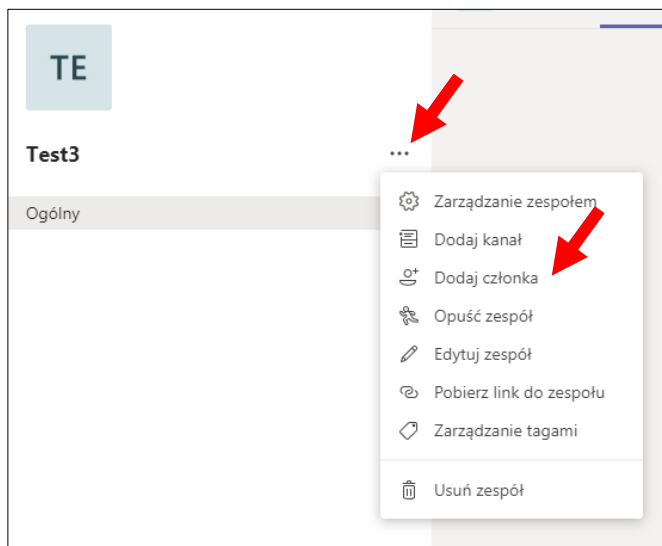 TE
Test3
...
Ogólny
Zarządzanie zespołem
Dodaj kanał
Dodaj członka
Opuść zespół
Edytuj zespół
Pobierz link do zespołu
Zarządzanie tagami
Usuń zespół